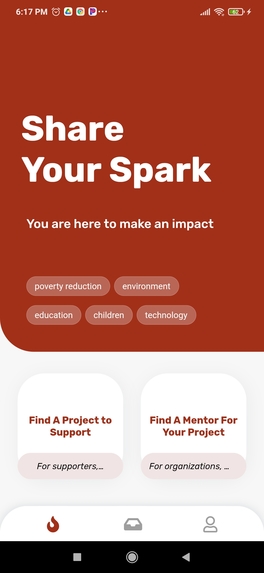 6:17 PM
62
Share
Your Spark
You are here to make an impact
poverty reduction environment
education children technology
Find A Project to Find A Mentor For
Support Your Project
For supporters,... For organizations, ...